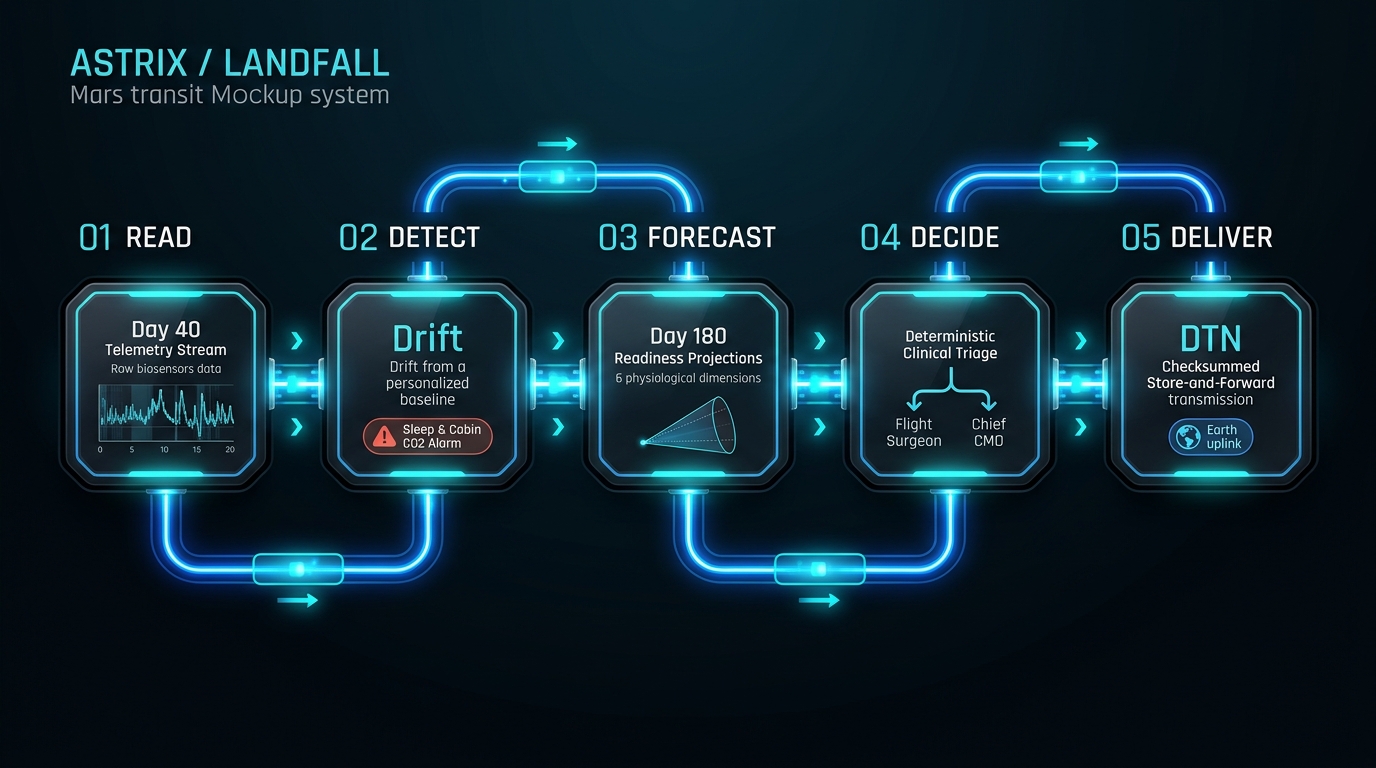 ASTRIX / LANDFALL
Mars transit Mockup system
01 READ
Day 40
Telemetry Stream
Row biosensors data
0 5 10 15 20
02 DETECT
Drift
Drift from a
personalized
baseline
Sleep & Cabin
CO2 Alarm
03 FORECAST
Day 180
Readiness Projections
6 physiological dimensions
04 DECIDE
Deterministic
Clinical Triage
Flight
Surgeon
Chief
CMO
05 DELIVER
DTN
Checksummed
Store-and-Forward
transmission
Earth
uplink